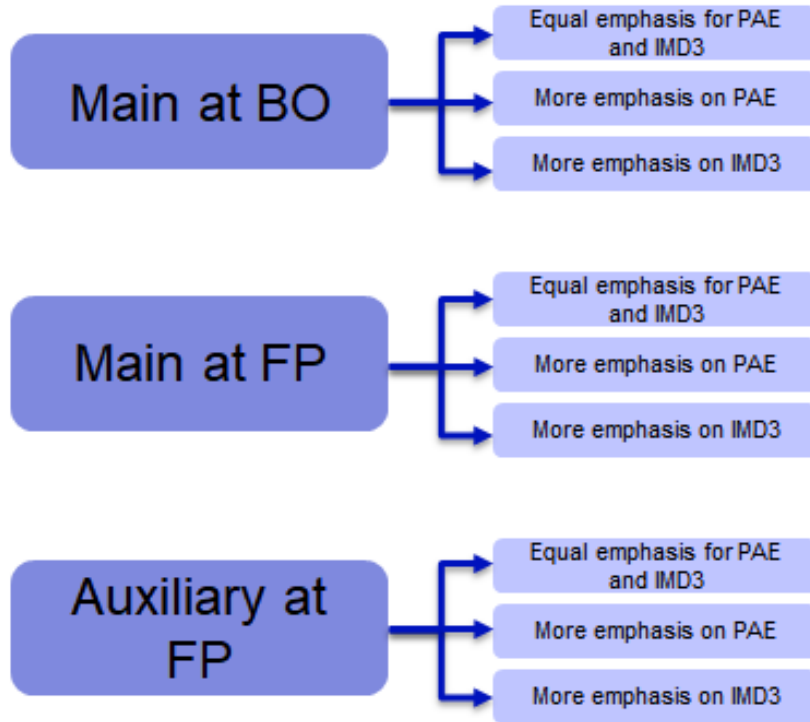 Main at BO
Equal emphasis for PAE
and IMD3
More emphasis on PAE
More emphasis on IMD3
Main at FP
Equal emphasis for PAE
and IMD3
More emphasis on PAE
More emphasis on IMD3
Auxiliary at
FP
Equal emphasis for PAE
and IMD3
More emphasis on PAE
More emphasis on IMD3